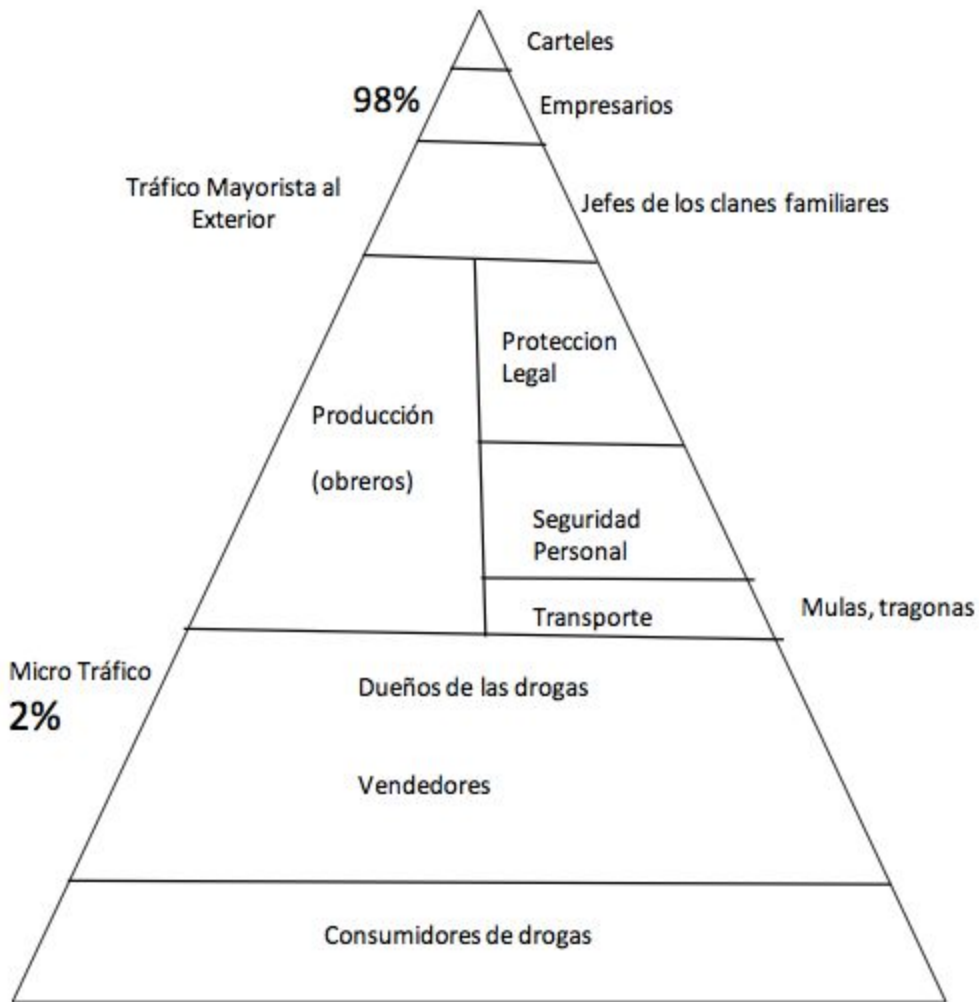 Carteles
98%
Empresarios
Tráfico Mayorista al
Exterior
Jefes de los clanes familiares
Proteccion
Legal
Producción
(obreros)
Seguridad
Personal
Transporte
Mulas, tragonas
Micro Tráfico
2%
Dueños de las drogas
Vendedores
Consumidores de drogas